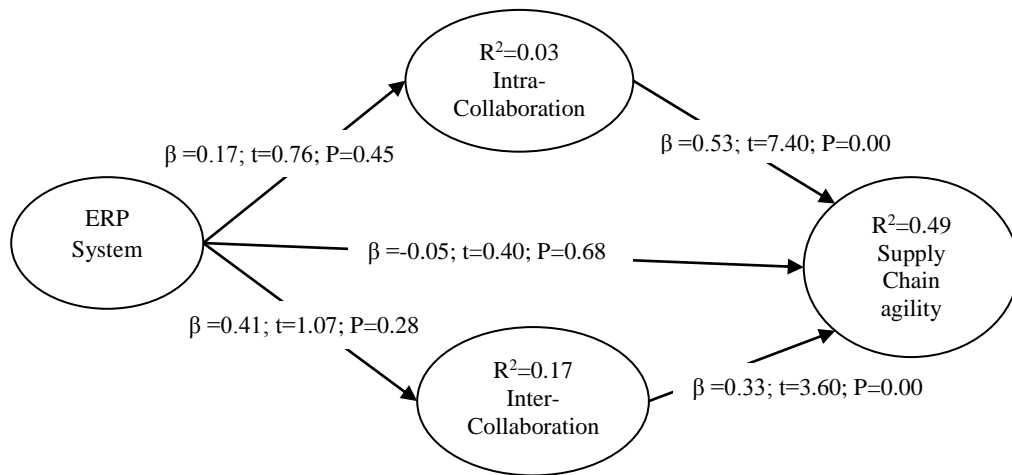 R²=0.03
Intra-
Collaboration
β =0.17; t=0.76; P=0.45
β =0.53; t=7.40; P=0.00
ERP
System
β =-0.05; t=0.40; P=0.68
R²=0.49
Supply
Chain
agility
β =0.41; t=1.07; P=0.28
R²=0.17
Inter-
Collaboration
β =0.33; t=3.60; P=0.00